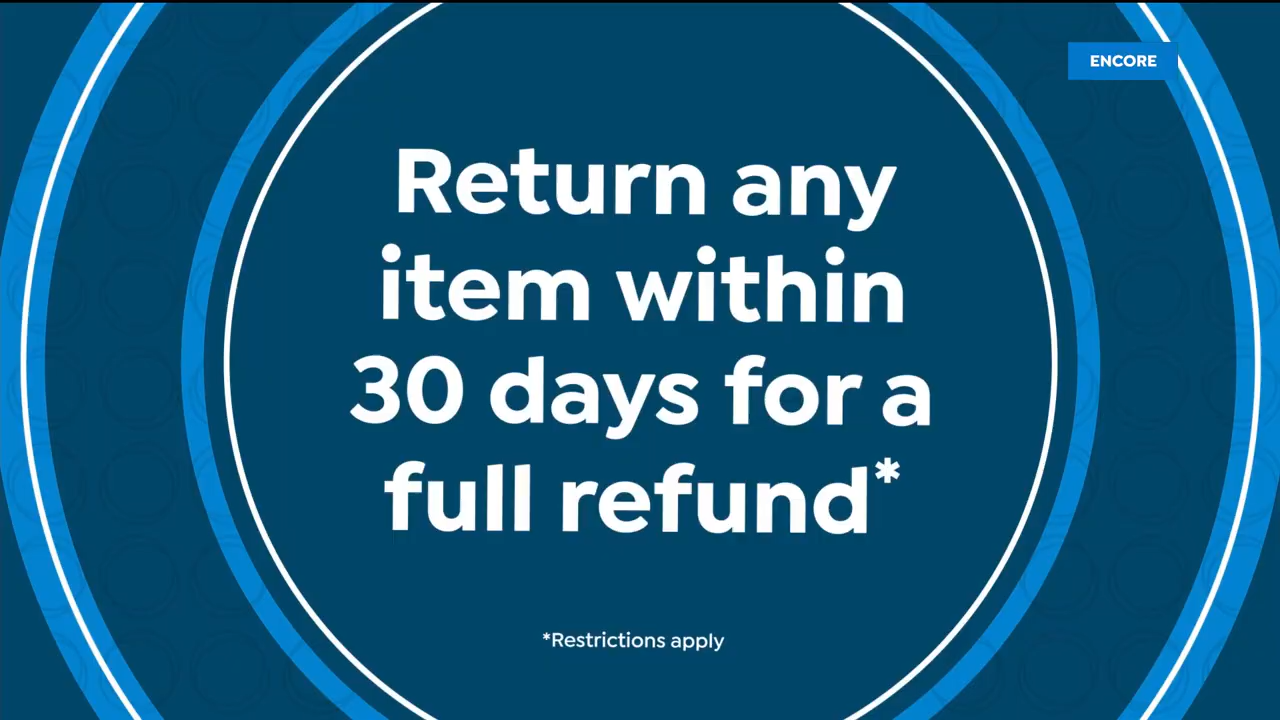 ENCORE
Return any
item within
30 days for a
full refund*
*Restrictions apply